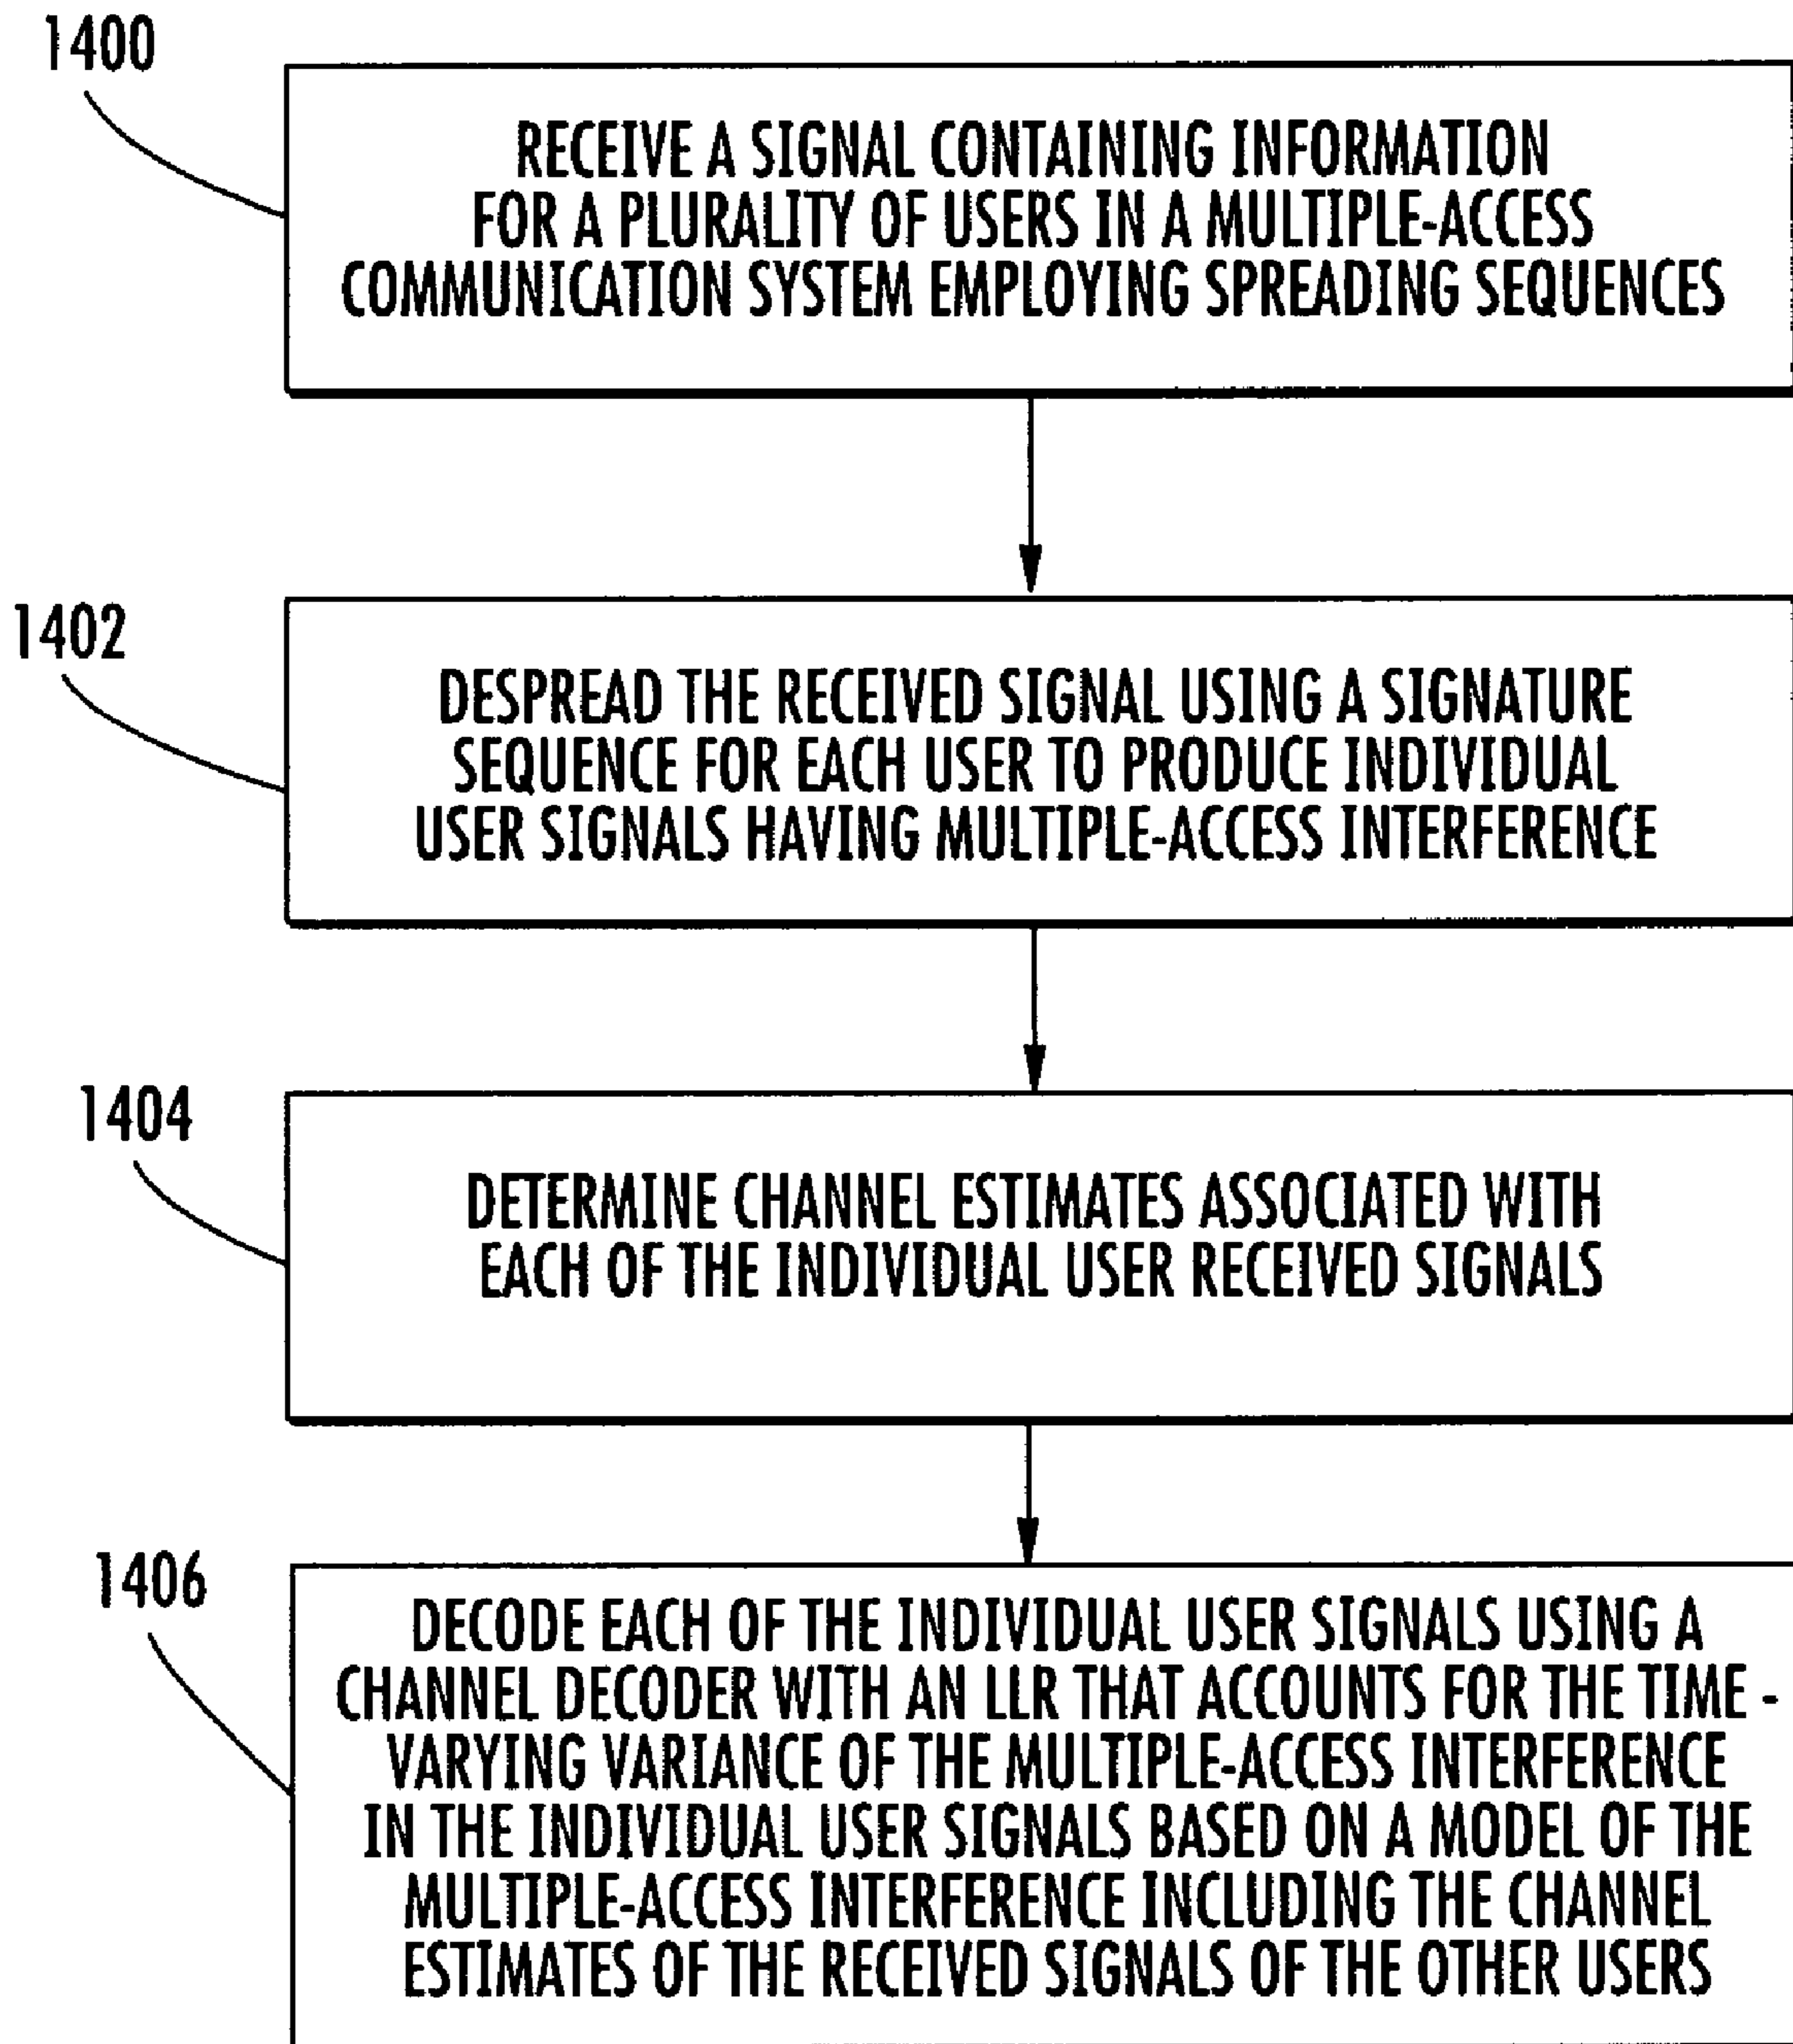 1400
RECEIVE A SIGNAL CONTAINING INFORMATION
FOR A PLURALITY OF USERS IN A MULTIPLE-ACCESS
COMMUNICATION SYSTEM EMPLOYING SPREADING SEQUENCES
1402
DESPREAD THE RECEIVED SIGNAL USING A SIGNATURE
SEQUENCE FOR EACH USER TO PRODUCE INDIVIDUAL
USER SIGNALS HAVING MULTIPLE-ACCESS INTERFERENCE
1404
DETERMINE CHANNEL ESTIMATES ASSOCIATED WITH
EACH OF THE INDIVIDUAL USER RECEIVED SIGNALS
1406
DECODE EACH OF THE INDIVIDUAL USER SIGNALS USING A
CHANNEL DECODER WITH AN LLR THAT ACCOUNTS FOR THE TIME -
VARYING VARIANCE OF THE MULTIPLE-ACCESS INTERFERENCE
IN THE INDIVIDUAL USER SIGNALS BASED ON A MODEL OF THE
MULTIPLE-ACCESS INTERFERENCE INCLUDING THE CHANNEL
ESTIMATES OF THE RECEIVED SIGNALS OF THE OTHER USERS